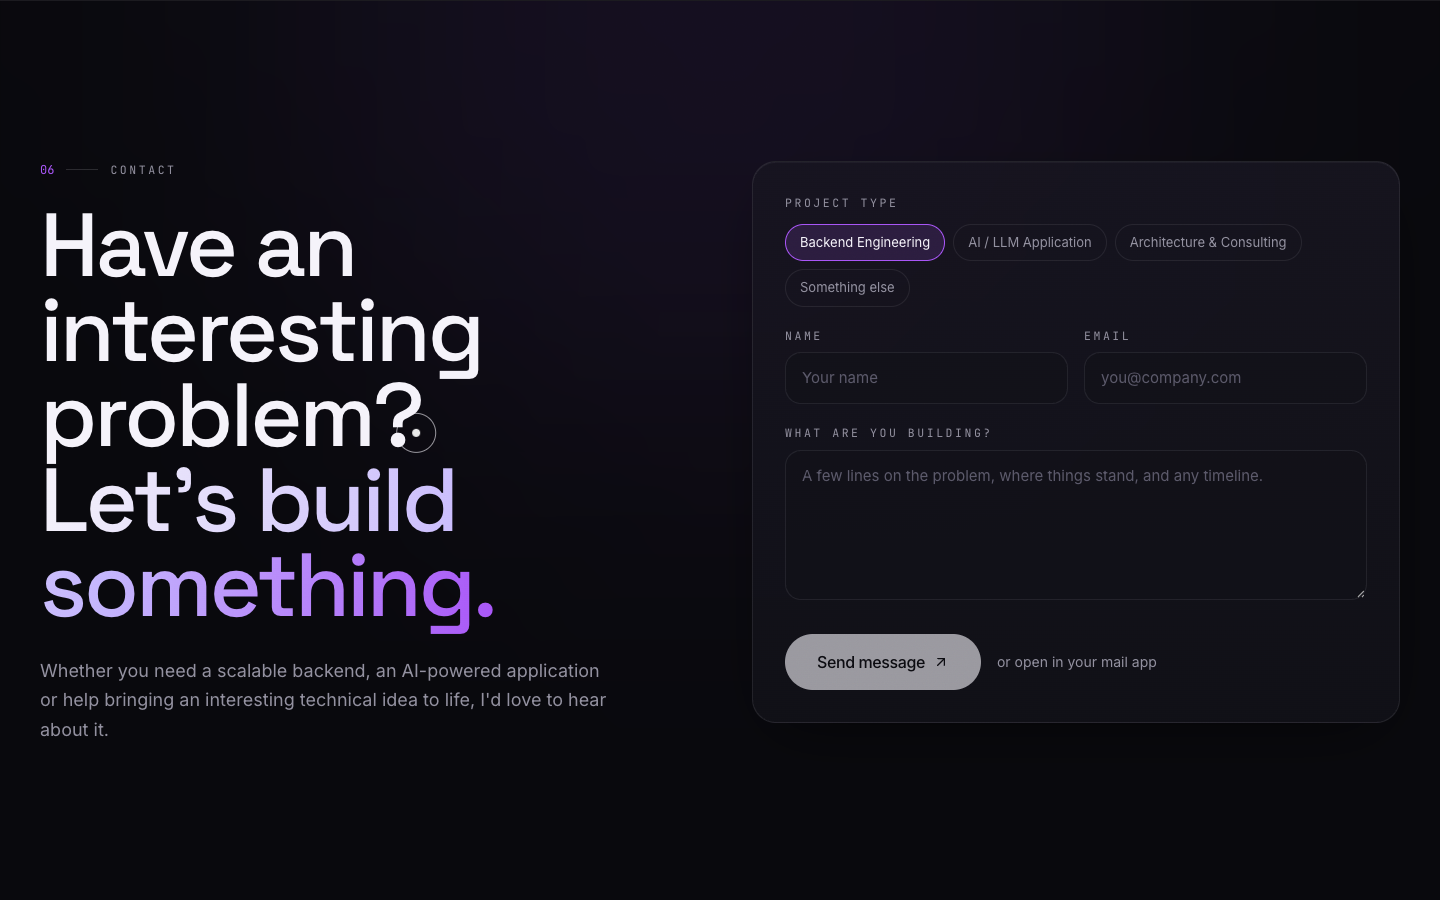 06 CONTACT
Have an
interesting
problem?
Let’s build
something.
Whether you need a scalable backend, an AI-powered application
or help bringing an interesting technical idea to life, I'd love to hear
about it.
PROJECT TYPE
Backend Engineering
AI / LLM Application
Architecture & Consulting
Something else
NAME
Your name
EMAIL
you@company.com
WHAT ARE YOU BUILDING?
A few lines on the problem, where things stand, and any timeline.
Send message
or open in your mail app